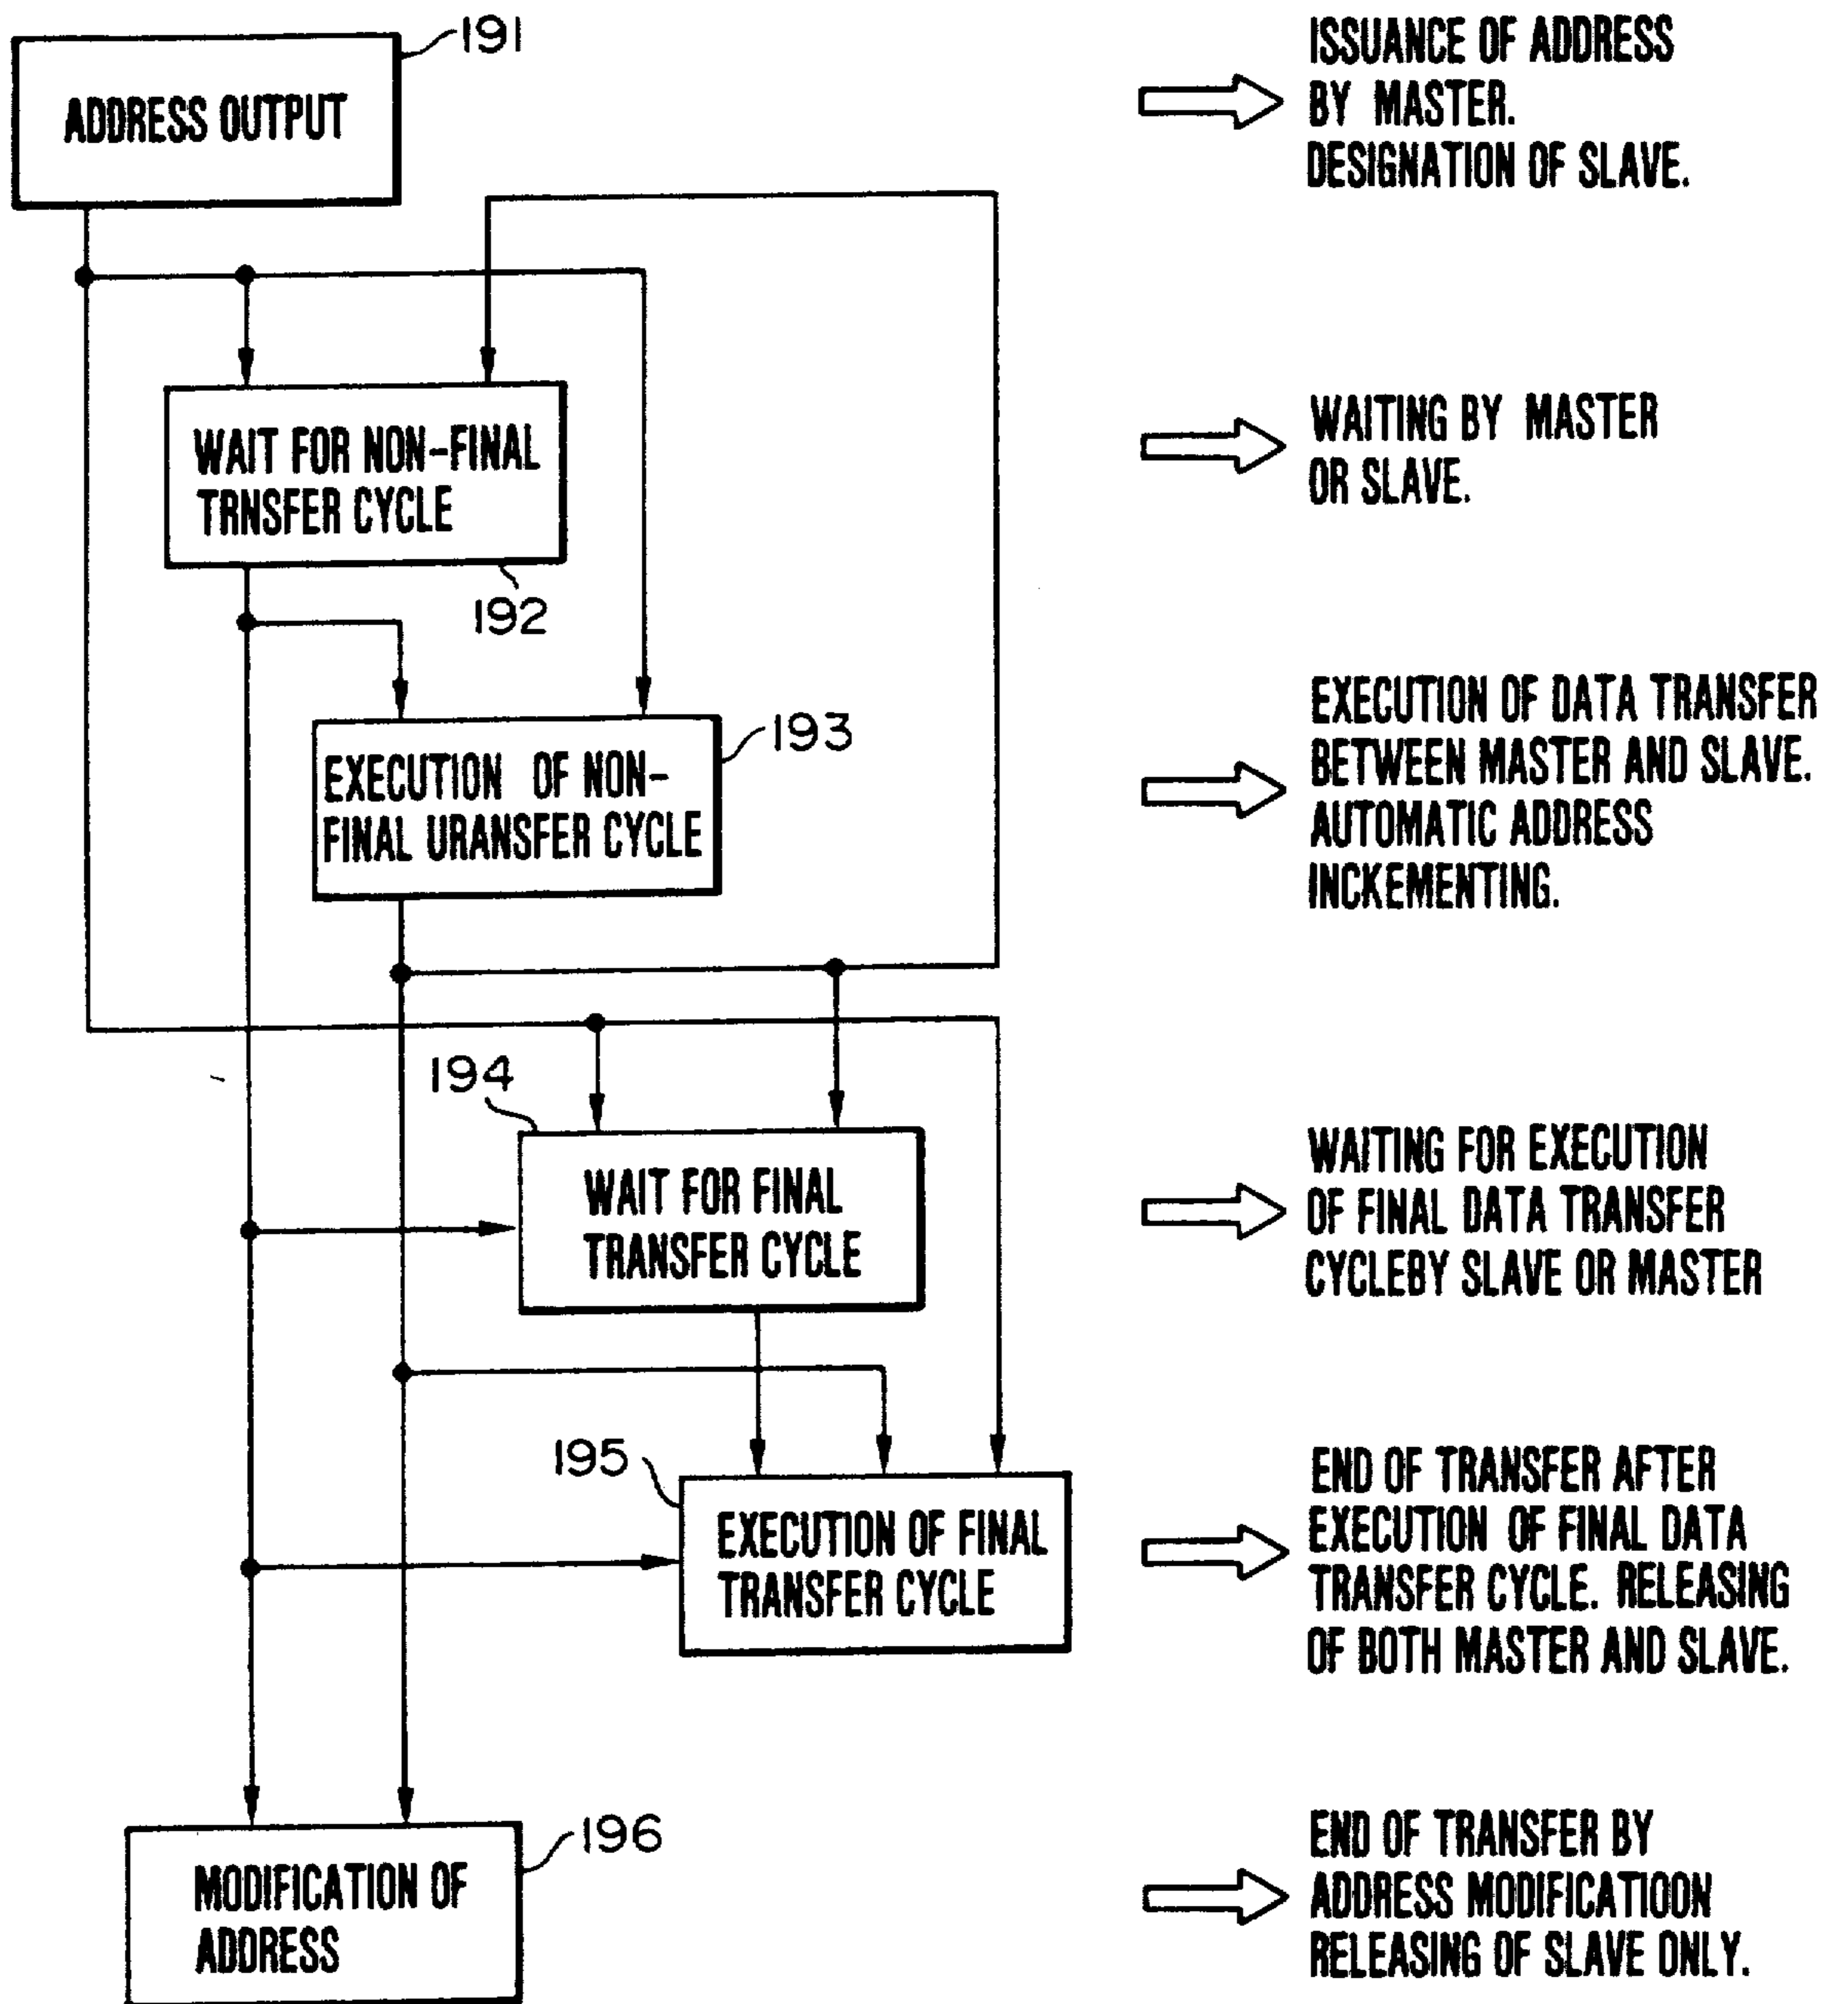 191
ADDRESS OUTPUT
ISSUANCE OF ADDRESS
BY MASTER.
DESIGNATION OF SLAVE.
WAIT FOR NON-FINAL
TRNSFER CYCLE
192
WAITING BY MASTER
OR SLAVE.
193
EXECUTION OF NON-
FINAL URANSFER CYCLE
EXECUTION OF DATA TRANSFER
BETWEEN MASTER AND SLAVE.
AUTOMATIC ADDRESS
INCKEMENTING.
194
WAIT FOR FINAL
TRANSFER CYCLE
WAITING FOR EXECUTION
OF FINAL DATA TRANSFER
CYCLEBY SLAVE OR MASTER
195
EXECUTION OF FINAL
TRANSFER CYCLE
END OF TRANSFER AFTER
EXECUTION OF FINAL DATA
TRANSFER CYCLE. RELEASING
OF BOTH MASTER AND SLAVE.
196
MODIFICATION OF
ADDRESS
END OF TRANSFER BY
ADDRESS MODIFICATIOON
RELEASING OF SLAVE ONLY.